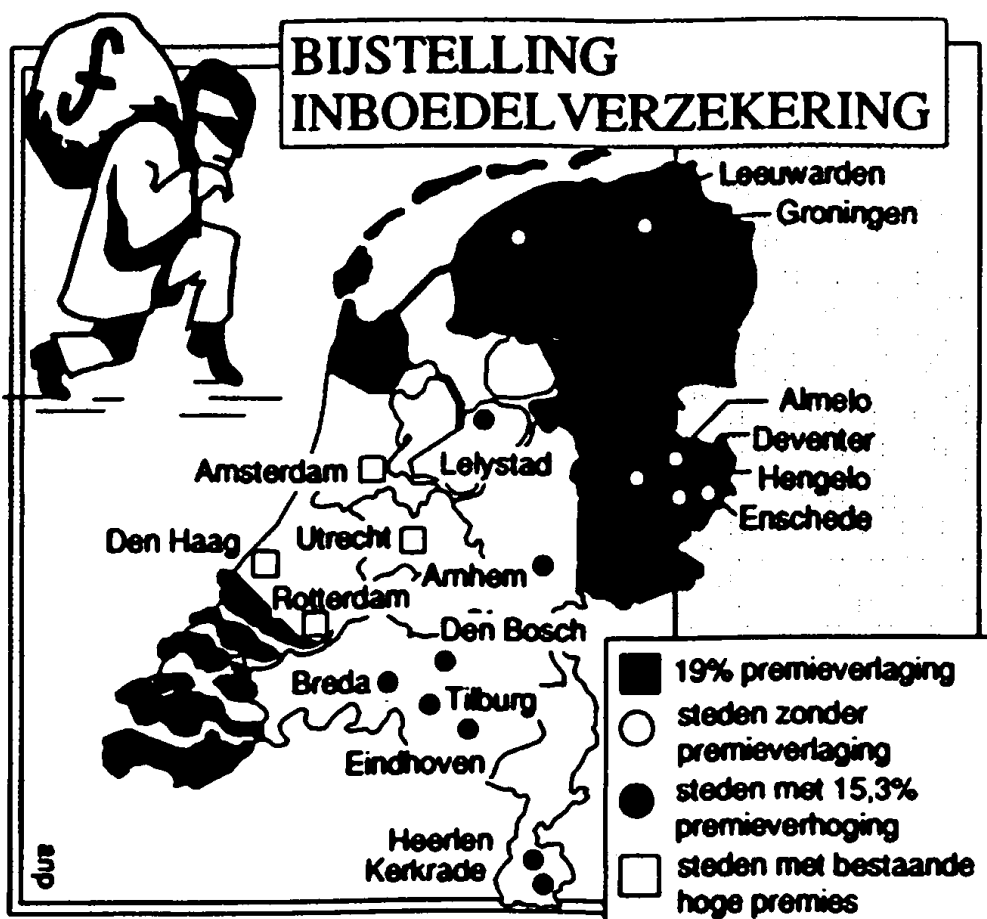 f
BIJSTELLING
INBOEDELVERZEKERING
Leeuwarden
Groningen
Almelo
Deventer
Hengelo
Enschede
Lelystad
Amsterdam
Utrecht
Den Haag
Arnhem
Rotterdam
Den Bosch
Breda
Tilburg
Eindhoven
Heerlen
Kerkrade
19% premieverlaging
steden zonder
premieverlaging
steden met 15,3%
premieverhoging
steden met bestaande
hoge premies
anp